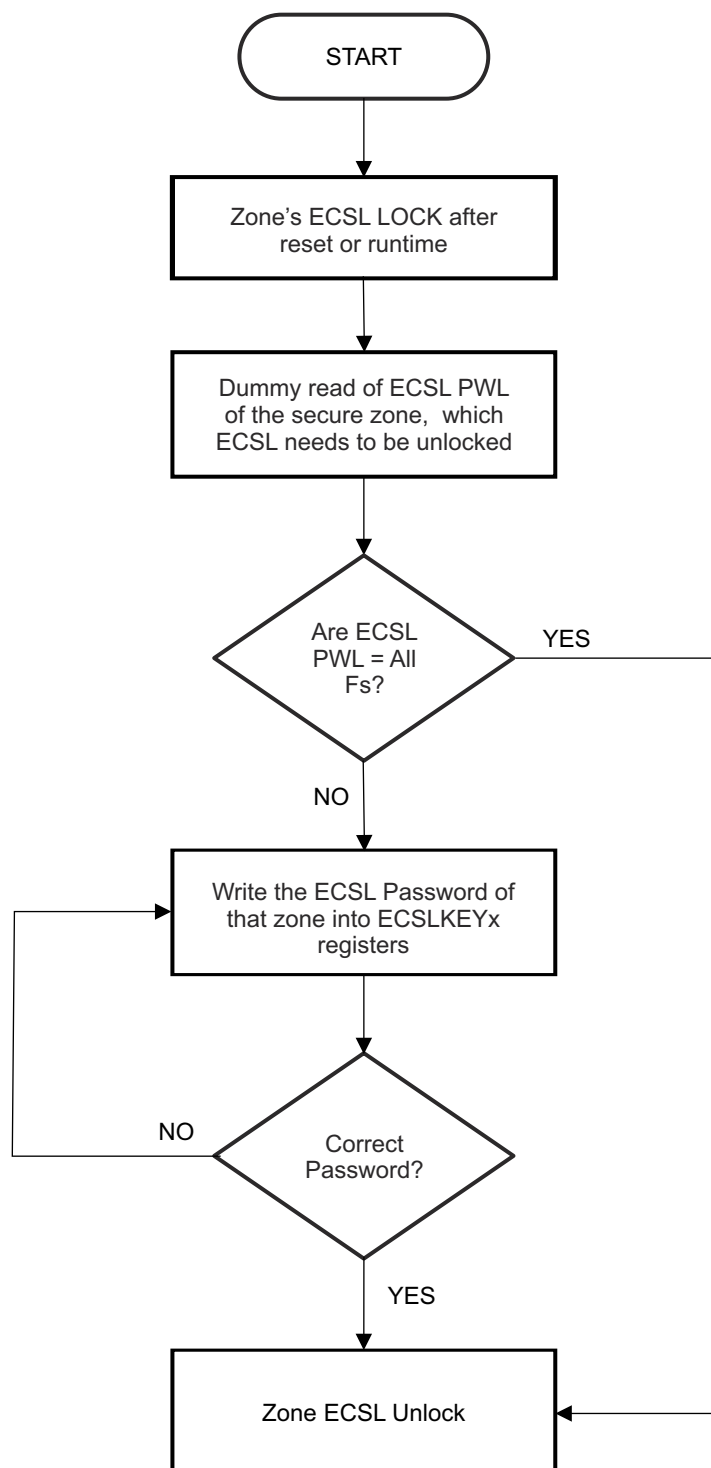 START
Zone’s ECSL LOCK after
reset or runtime
Dummy read of ECSL PWL
of the secure zone, which
ECSL needs to be unlocked
Are ECSL
PWL = All
Fs?
YES
NO
Write the ECSL Password of
that zone into ECSLKEYx
registers
NO
Correct
Password?
YES
Zone ECSL Unlock